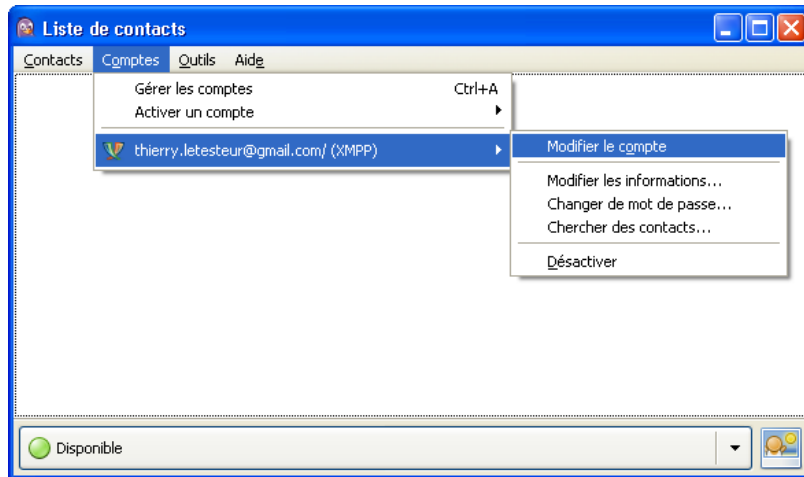 Liste de contacts
Contacts Comptes Outils Aide
Gérer les comptes Ctrl+A
Activer un compte
thierry.letesteur@gmail.com/ (XMPP)
Modifier le compte
Modifier les informations...
Changer de mot de passe...
Chercher des contacts...
Désactiver
Disponible